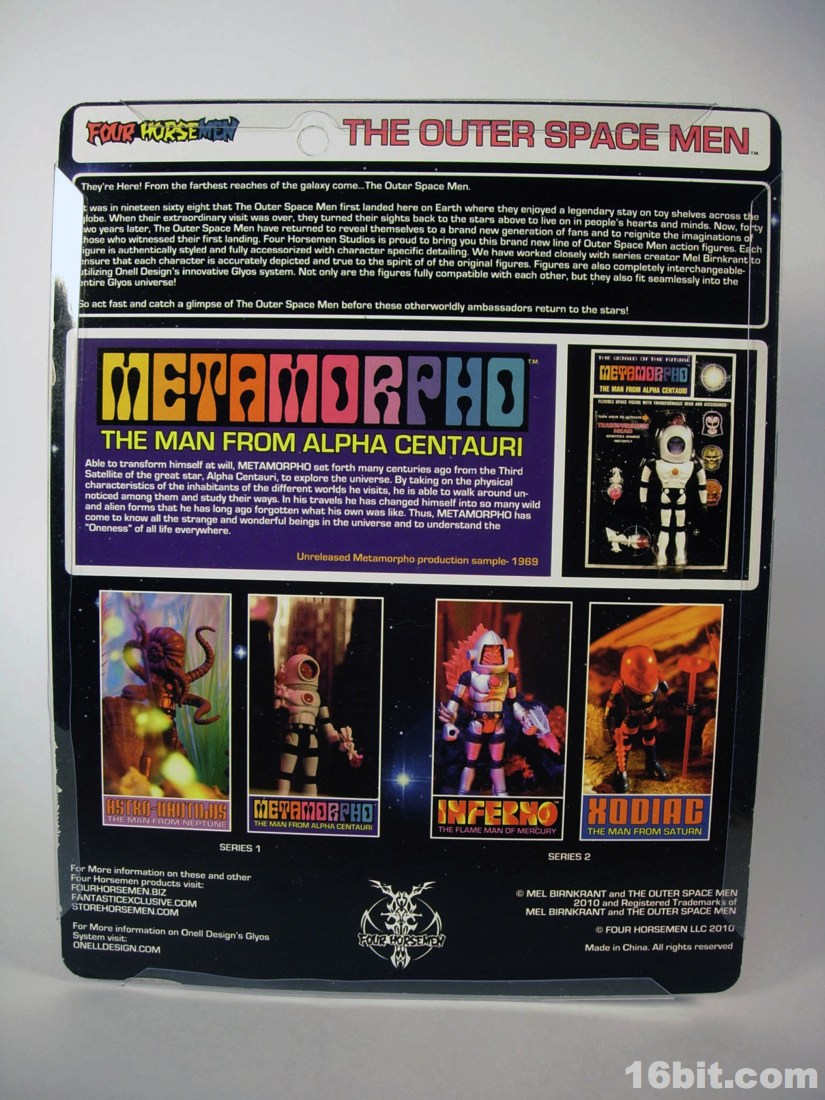 FOUR HORSEMEN
THE OUTER SPACE MEN™
They're Here! From the farthest reaches of the galaxy come...The Outer Space Men.
It was in nineteen sixty eight that The Outer Space Men first landed here on Earth where they enjoyed a legendary stay on toy shelves across the
globe. When their extraordinary visit was over, they turned their sights back to the stars above to live on in people's hearts and minds. Now, forty
two years later, The Outer Space Men have returned to reveal themselves to a brand new generation of fans and to reignite the imaginations of
those who witnessed their first landing. Four Horsemen Studios is proud to bring you this brand new line of Outer Space Men action figures. Each
figure is authentically styled and fully accessorized with character specific detailing. We have worked closely with series creator Mel Birnkrant to
ensure that each character is accurately depicted and true to the spirit of of the original figures. Figures are also completely interchangeable-
utilizing Onell Design's innovative Glyos system. Not only are the figures fully compatible with each other, but they also fit seamlessly into the
entire Glyos universe!
So act fast and catch a glimpse of The Outer Space Men before these otherworldly ambassadors return to the stars!
METAMORPHO™
THE MAN FROM ALPHA CENTAURI
Able to transform himself at will, METAMORPHO set forth many centuries ago from the Third
Satellite of the great star, Alpha Centauri, to explore the universe. By taking on the physical
characteristics of the inhabitants of the different worlds he visits, he is able to walk around un-
noticed among them and study their ways. In his travels he has changed himself into so many wild
and alien forms that he has long ago forgotten what his own was like. Thus, METAMORPHO has
come to know all the strange and wonderful beings in the universe and to understand the
"Oneness" of all life everywhere.
Unreleased Metamorpho production sample- 1969
THE WORLD OF THE FUTURE
METAMORPHO
THE MAN FROM ALPHA CENTAURI
ASTRO-NAUTILUS
THE MAN FROM NEPTUNE
METAMORPHO
THE MAN FROM ALPHA CENTAURI
INFERNO
THE FLAME MAN OF MERCURY
XODIAC
THE MAN FROM SATURN
SERIES 1
SERIES 2
For More information on these and other
Four Horsemen products visit:
FOURHORSEMEN.BIZ
FANTASTICEXCLUSIVE.COM
STOREHORSEMEN.COM
For More information on Onell Design's Glyos
System visit:
ONELLDESIGN.COM
FOUR HORSEMEN
© MEL BIRNKRANT and THE OUTER SPACE MEN
2010 and Registered Trademarks of
MEL BIRNKRANT and THE OUTER SPACE MEN
© FOUR HORSEMEN LLC 2010
Made in China. All rights reserved
16bit.com